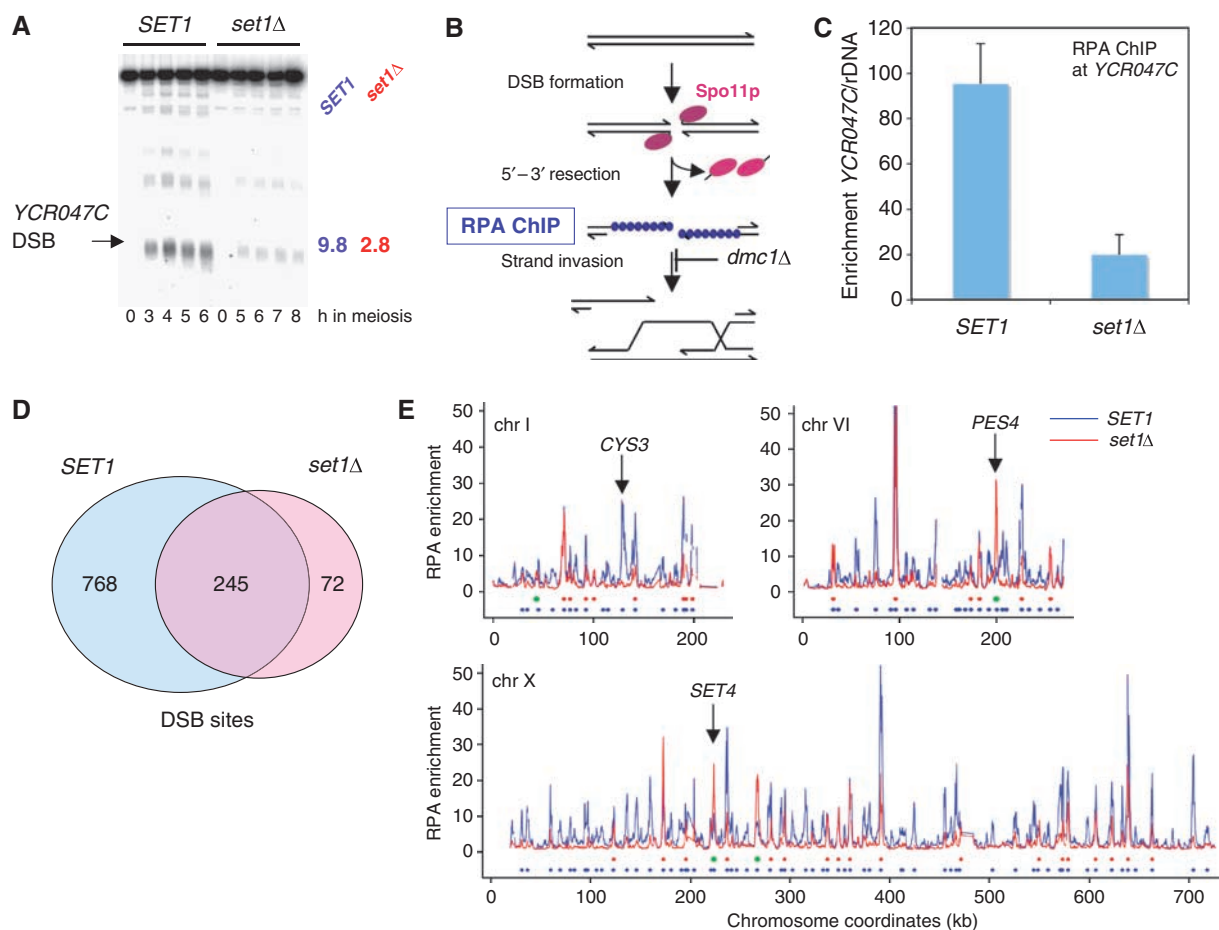 A
SET1
set1Δ
SET1
set1Δ
YCR047C
DSB
9.8
2.8
0 3 4 5 6 0 5 6 7 8 h in meiosis
B
DSB formation
Spo11p
5′–3′ resection
RPA ChIP
Strand invasion
dmc1Δ
C
RPA ChIP
at YCR047C
Enrichment YCR047C/rDNA
120
100
80
60
40
20
0
SET1
set1Δ
D
SET1
set1Δ
768
245
72
DSB sites
E
chr I
CYS3
RPA enrichment
50
40
30
20
10
0
0 100 200
chr VI
PES4
50
40
30
20
10
0
0 100 200
SET1
set1Δ
chr X
SET4
RPA enrichment
50
40
30
20
10
0
0 100 200 300 400 500 600 700
Chromosome coordinates (kb)